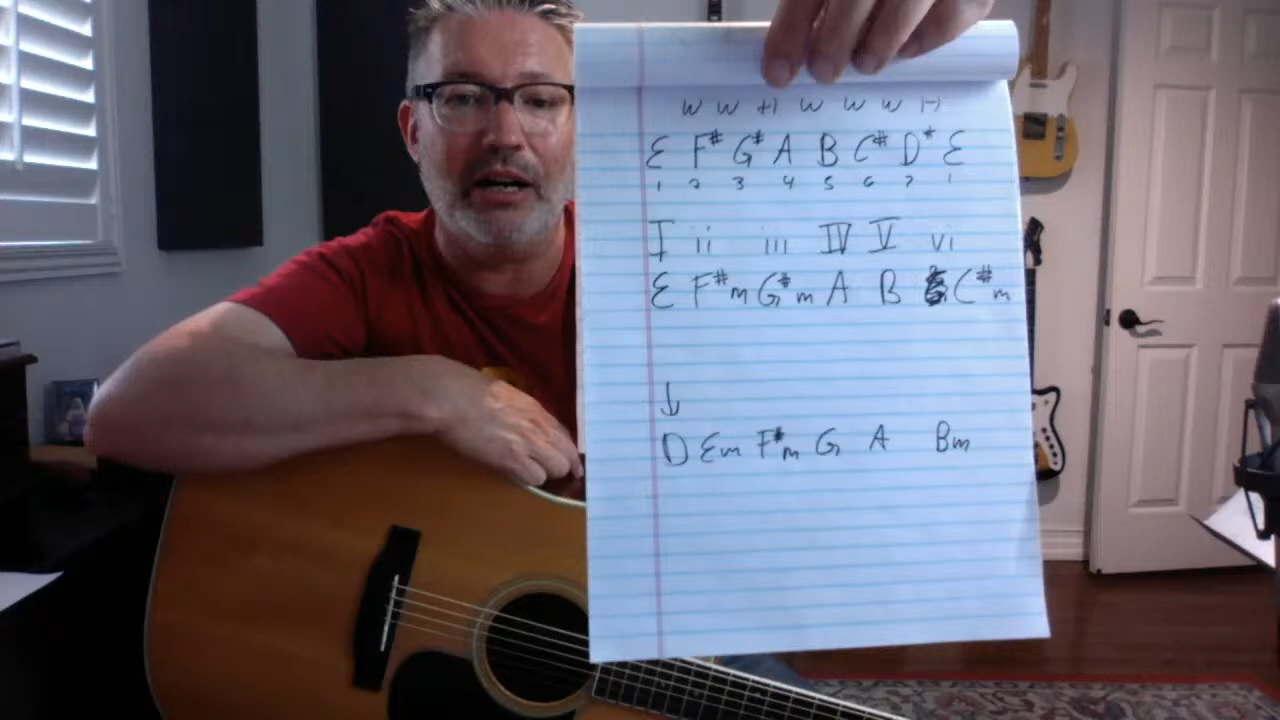 W W H W W W H
E F# G# A B C# D# E
1 2 3 4 5 6 7 1
I ii iii IV V vi
E F#m G#m A B C#m
↓
D Em F#m G A Bm